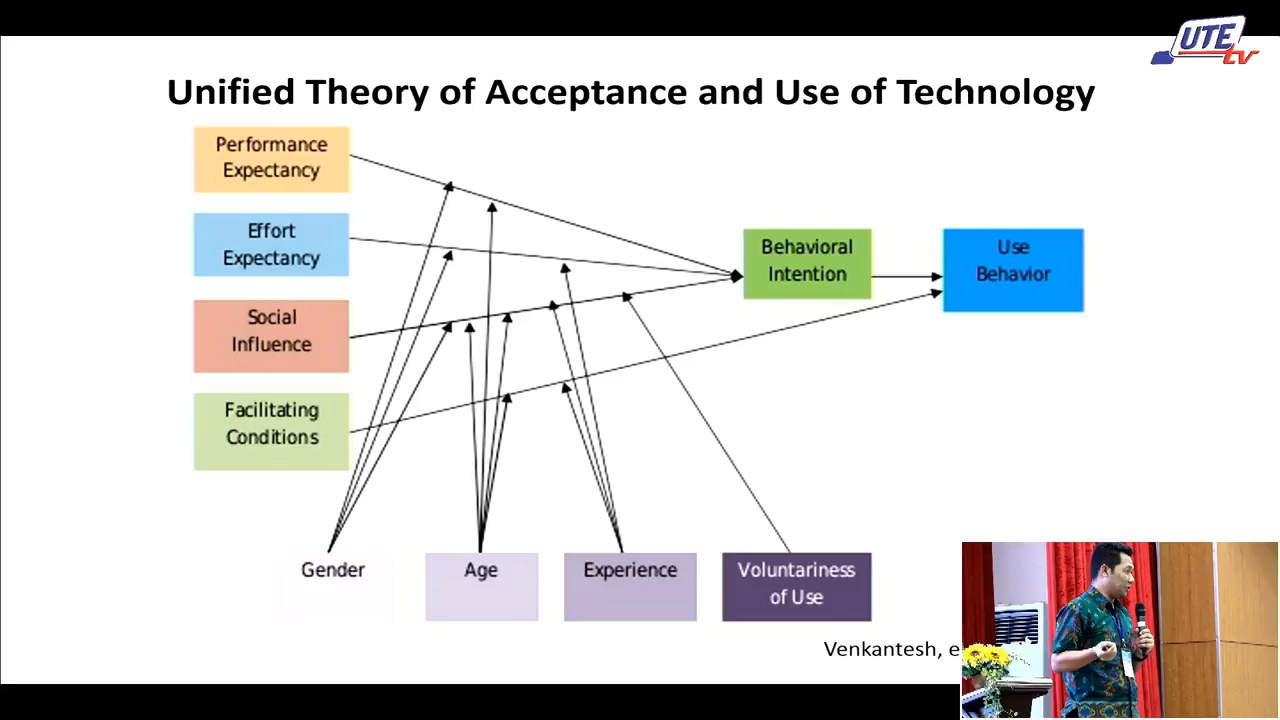 UTE
tv
Unified Theory of Acceptance and Use of Technology
Performance
Expectancy
Effort
Expectancy
Social
Influence
Facilitating
Conditions
Behavioral
Intention
Use
Behavior
Gender
Age
Experience
Voluntariness
of Use
Venkantesh, e